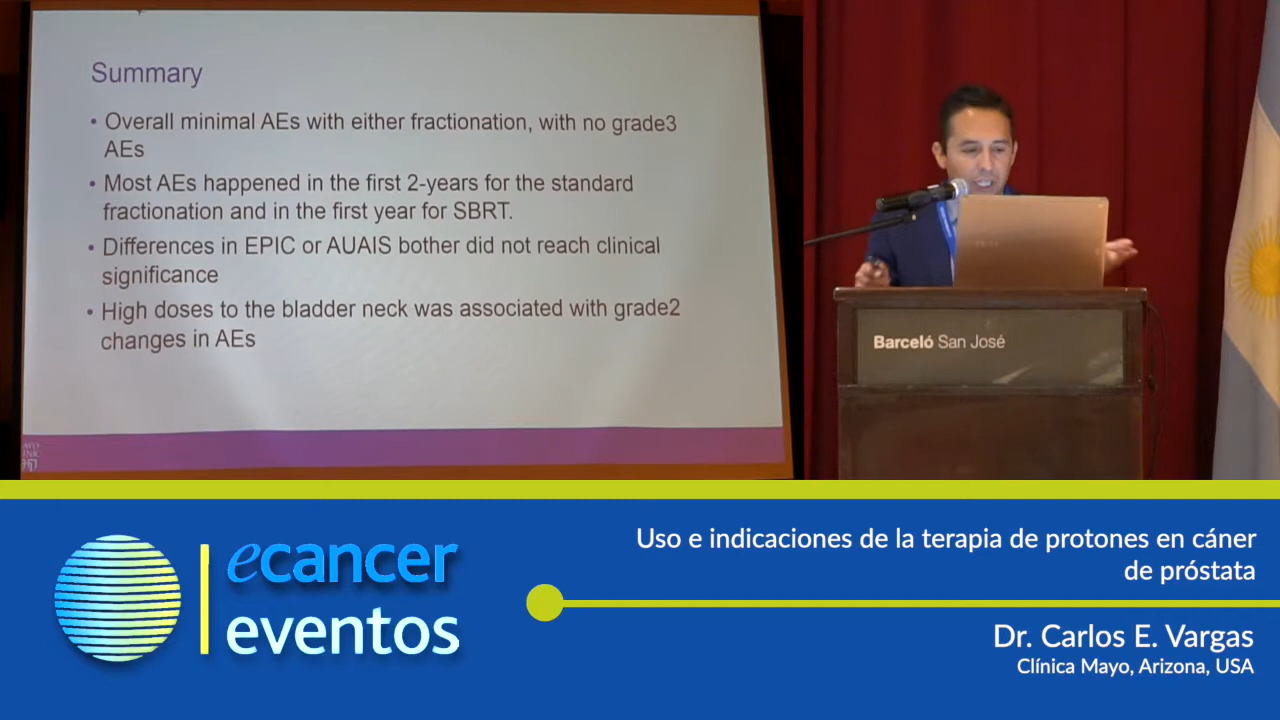 Summary
• Overall minimal AEs with either fractionation, with no grade3
AEs
• Most AEs happened in the first 2-years for the standard
fractionation and in the first year for SBRT.
• Differences in EPIC or AUAIS bother did not reach clinical
significance
• High doses to the bladder neck was associated with grade2
changes in AEs
Barceló San José
ecancer
eventos
Uso e indicaciones de la terapia de protones en cáner
de próstata
Dr. Carlos E. Vargas
Clínica Mayo, Arizona, USA